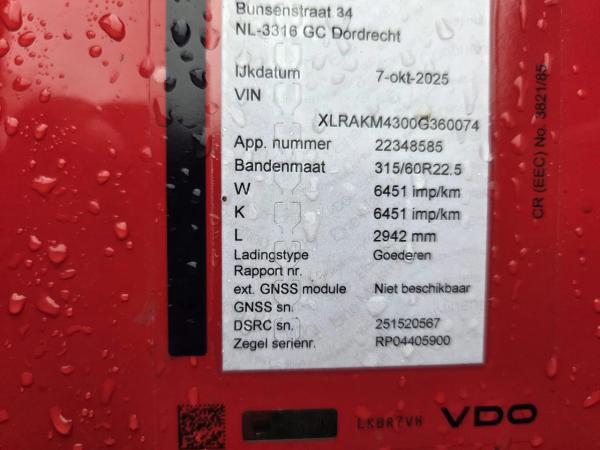 Bunsenstraat 34
NL-3316 GC Dordrecht
IJkdatum 7-okt-2025
VIN
XLRAKM4300G360074
App. nummer 22348585
Bandenmaat 315/60R22.5
W 6451 imp/km
K 6451 imp/km
L 2942 mm
Ladingstype Goederen
Rapport nr.
ext. GNSS module Niet beschikbaar
GNSS sn.
DSRC sn. 251520567
Zegel serienr. RP04405900
CR (EEC) No. 3821/85
LKBR7VH VDO